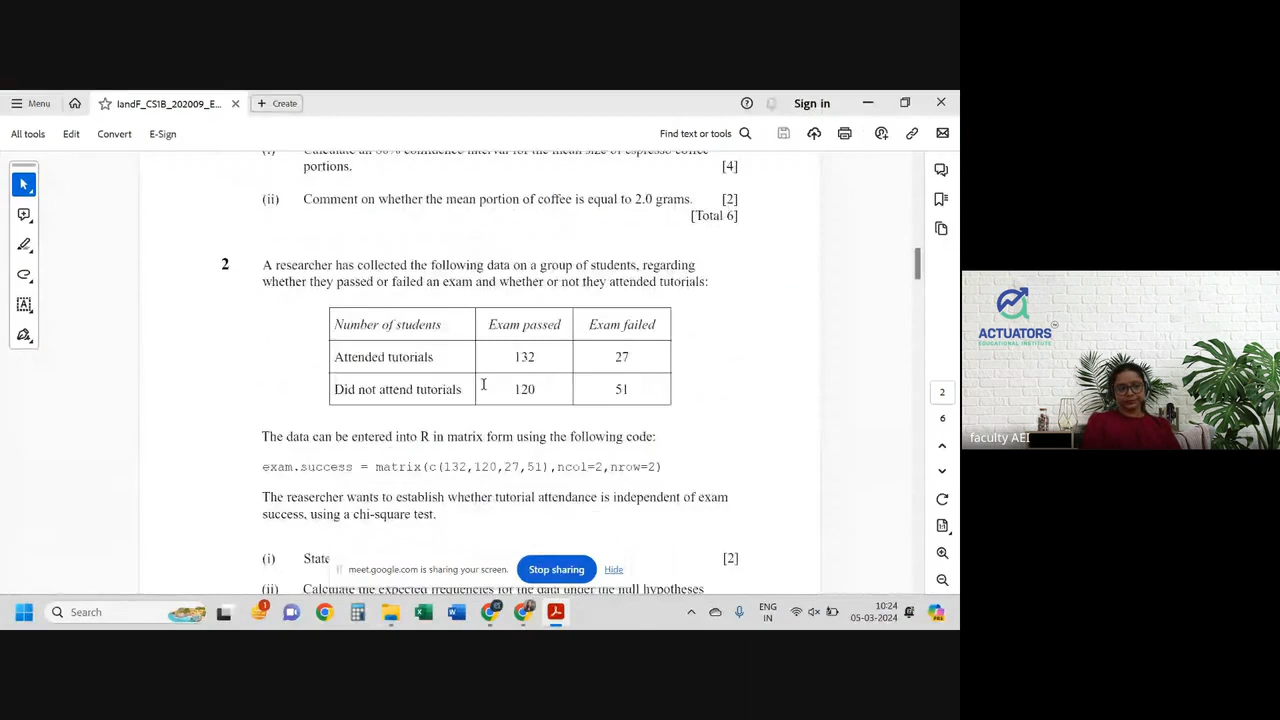 Menu
IandF_CS1B_202009_E...
Create
Sign in
All tools
Edit
Convert
E-Sign
Find text or tools
portions.
[4]
(ii) Comment on whether the mean portion of coffee is equal to 2.0 grams. [2]
[Total 6]
2 A researcher has collected the following data on a group of students, regarding
whether they passed or failed an exam and whether or not they attended tutorials:
Number of students Exam passed Exam failed
Attended tutorials 132 27
Did not attend tutorials 120 51
The data can be entered into R in matrix form using the following code:
exam.success = matrix(c(132,120,27,51),ncol=2,nrow=2)
The reasercher wants to establish whether tutorial attendance is independent of exam
success, using a chi-square test.
(i) State [2]
meet.google.com is sharing your screen.
Stop sharing
Hide
(ii) Calculate the expected frequencies for the data under the null hypotheses
2
6
Search
1
ENG
IN
10:24
05-03-2024
ACTUATORS
EDUCATIONAL INSTITUTE
faculty AEI